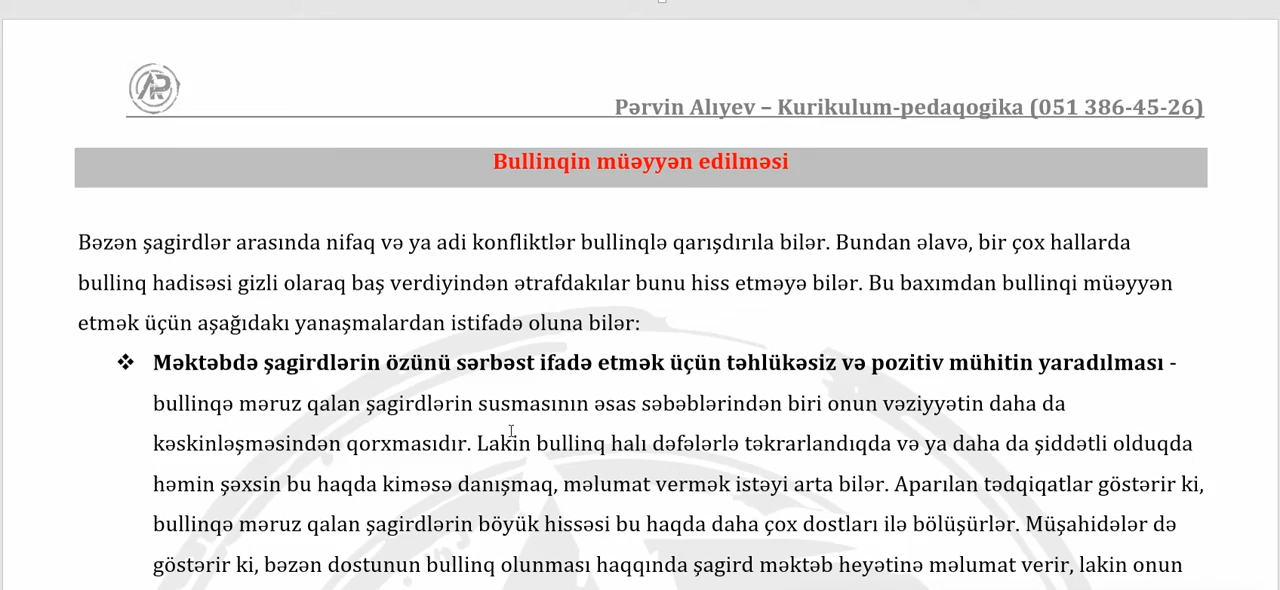 Pərvin Alıyev – Kurikulum-pedaqogika (051 386-45-26)
Bullinqin müəyyən edilməsi
Bəzən şagirdlər arasında nifaq və ya adi konfliktlər bullinqlə qarışdırıla bilər. Bundan əlavə, bir çox hallarda
bullinq hadisəsi gizli olaraq baş verdiyindən ətrafdakılar bunu hiss etməyə bilər. Bu baxımdan bullinqi müəyyən
etmək üçün aşağıdakı yanaşmalardan istifadə oluna bilər:
❖ Məktəbdə şagirdlərin özünü sərbəst ifadə etmək üçün təhlükəsiz və pozitiv mühitin yaradılması -
bullinqə məruz qalan şagirdlərin susmasının əsas səbəblərindən biri onun vəziyyətin daha da
kəskinləşməsindən qorxmasıdır. Lakin bullinq halı dəfələrlə təkrarlandıqda və ya daha da şiddətli olduqda
həmin şəxsin bu haqda kiməsə danışmaq, məlumat vermək istəyi arta bilər. Aparılan tədqiqatlar göstərir ki,
bullinqə məruz qalan şagirdlərin böyük hissəsi bu haqda daha çox dostları ilə bölüşürlər. Müşahidələr də
göstərir ki, bəzən dostunun bullinq olunması haqqında şagird məktəb heyətinə məlumat verir, lakin onun